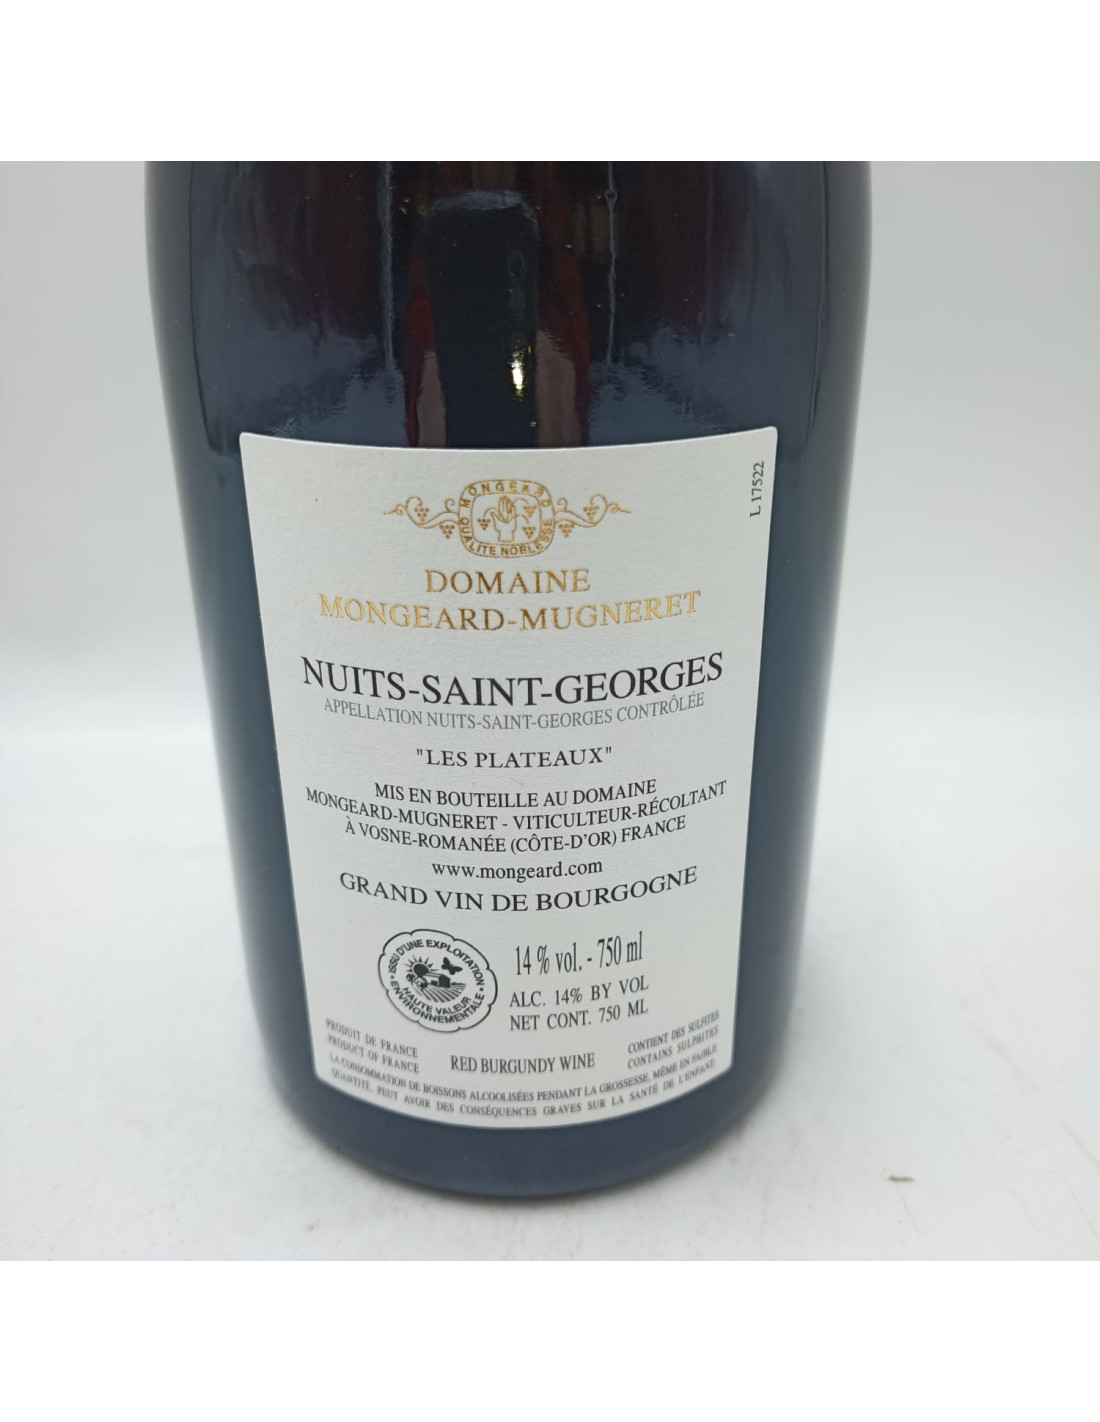 MONGEARD
QUALITE NOBLESSE
L 17522
DOMAINE
MONGEARD-MUGNERET
NUITS-SAINT-GEORGES
APPELLATION NUITS-SAINT-GEORGES CONTRÔLÉE
"LES PLATEAUX"
MIS EN BOUTEILLE AU DOMAINE
MONGEARD-MUGNERET - VITICULTEUR-RÉCOLTANT
À VOSNE-ROMANÉE (CÔTE-D'OR) FRANCE
www.mongeard.com
GRAND VIN DE BOURGOGNE
ISSU D'UNE EXPLOITATION
HAUTE VALEUR
ENVIRONNEMENTALE
14 % vol. - 750 ml
ALC. 14% BY VOL
NET CONT. 750 ML
PRODUIT DE FRANCE
PRODUCT OF FRANCE
RED BURGUNDY WINE
CONTIENT DES SULFITES
CONTAINS SULPHITES
LA CONSOMMATION DE BOISSONS ALCOOLISÉES PENDANT LA GROSSESSE, MÊME EN FAIBLE
QUANTITÉ, PEUT AVOIR DES CONSÉQUENCES GRAVES SUR LA SANTÉ DE L'ENFANT